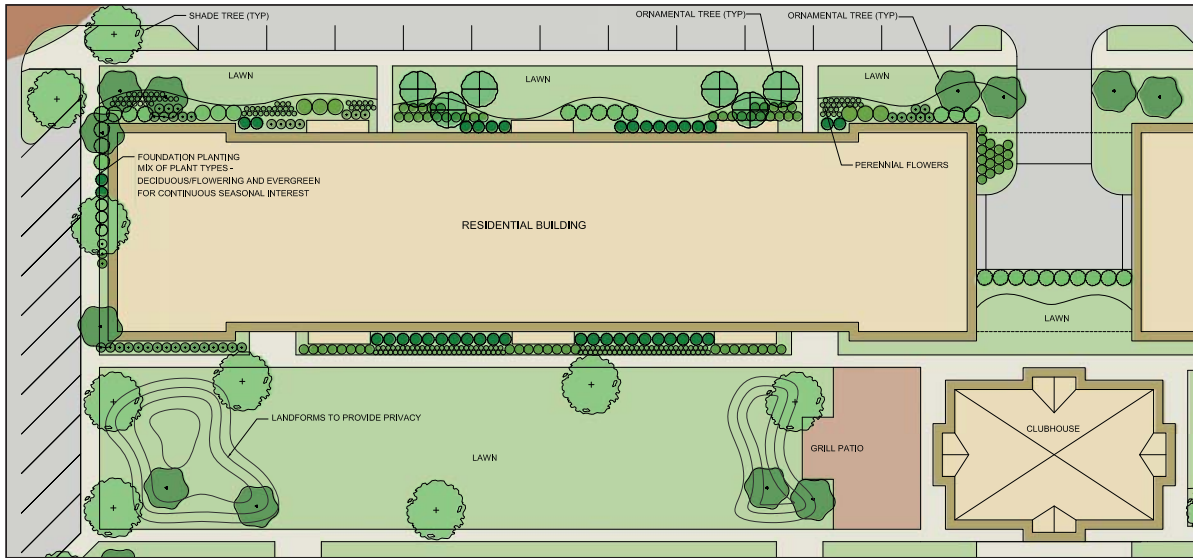 SHADE TREE (TYP)
ORNAMENTAL TREE (TYP)
ORNAMENTAL TREE (TYP)
LAWN
LAWN
LAWN
FOUNDATION PLANTING
MIX OF PLANT TYPES -
DECIDUOUS/FLOWERING AND EVERGREEN
FOR CONTINUOUS SEASONAL INTEREST
PERENNIAL FLOWERS
RESIDENTIAL BUILDING
LAWN
LANDFORMS TO PROVIDE PRIVACY
CLUBHOUSE
GRILL PATIO
LAWN